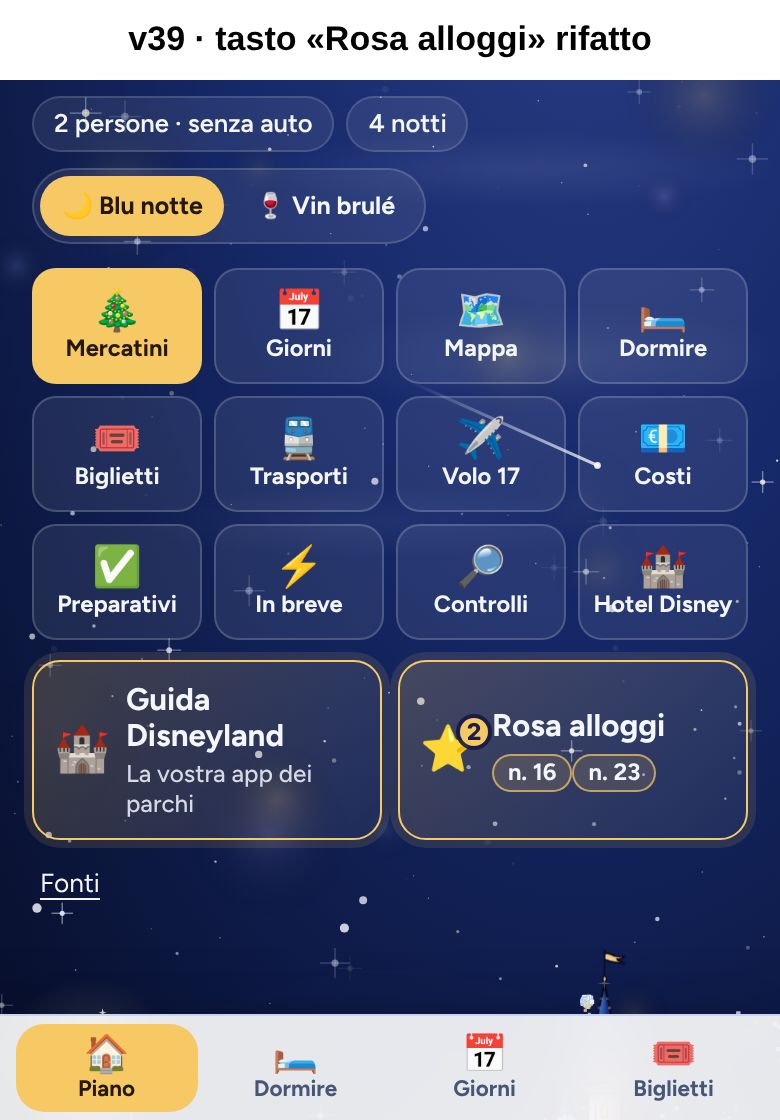 v39 · tasto «Rosa alloggi» rifatto
2 persone · senza auto
4 notti
Blu notte
Vin brulé
Mercatini
July
17
Giorni
Mappa
Dormire
Biglietti
Trasporti
Volo 17
Costi
Preparativi
In breve
Controlli
Hotel Disney
Guida
Disneyland
La vostra app dei
parchi
2
Rosa alloggi
n. 16
n. 23
Fonti
Piano
Dormire
July
17
Giorni
Biglietti